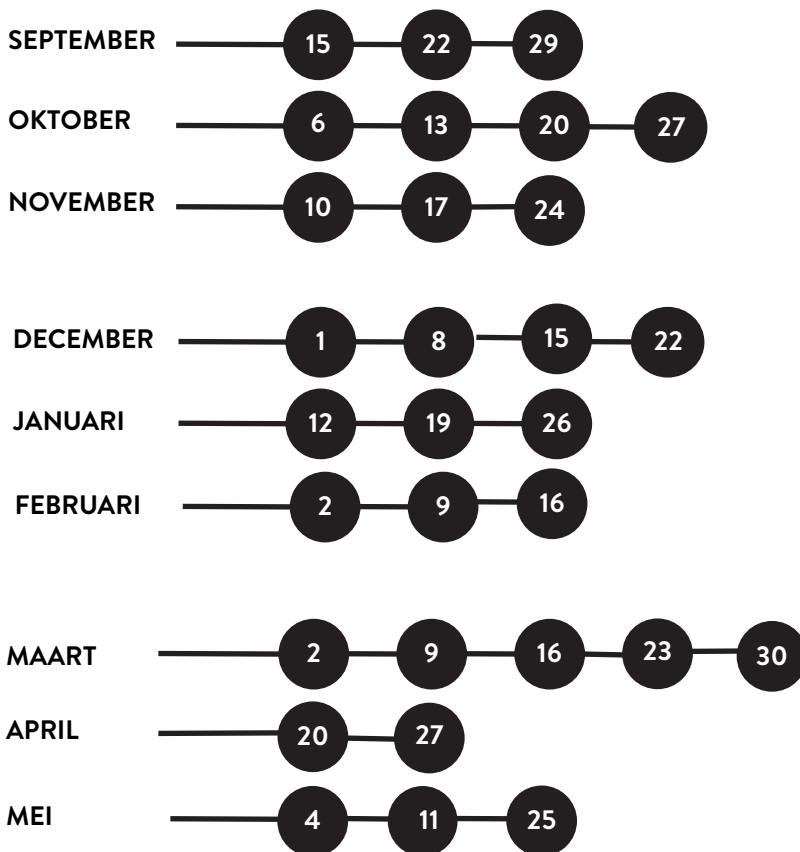 SEPTEMBER 15 22 29
OKTOBER 6 13 20 27
NOVEMBER 10 17 24
DECEMBER 1 8 15 22
JANUARI 12 19 26
FEBRUARI 2 9 16
MAART 2 9 16 23 30
APRIL 20 27
MEI 4 11 25